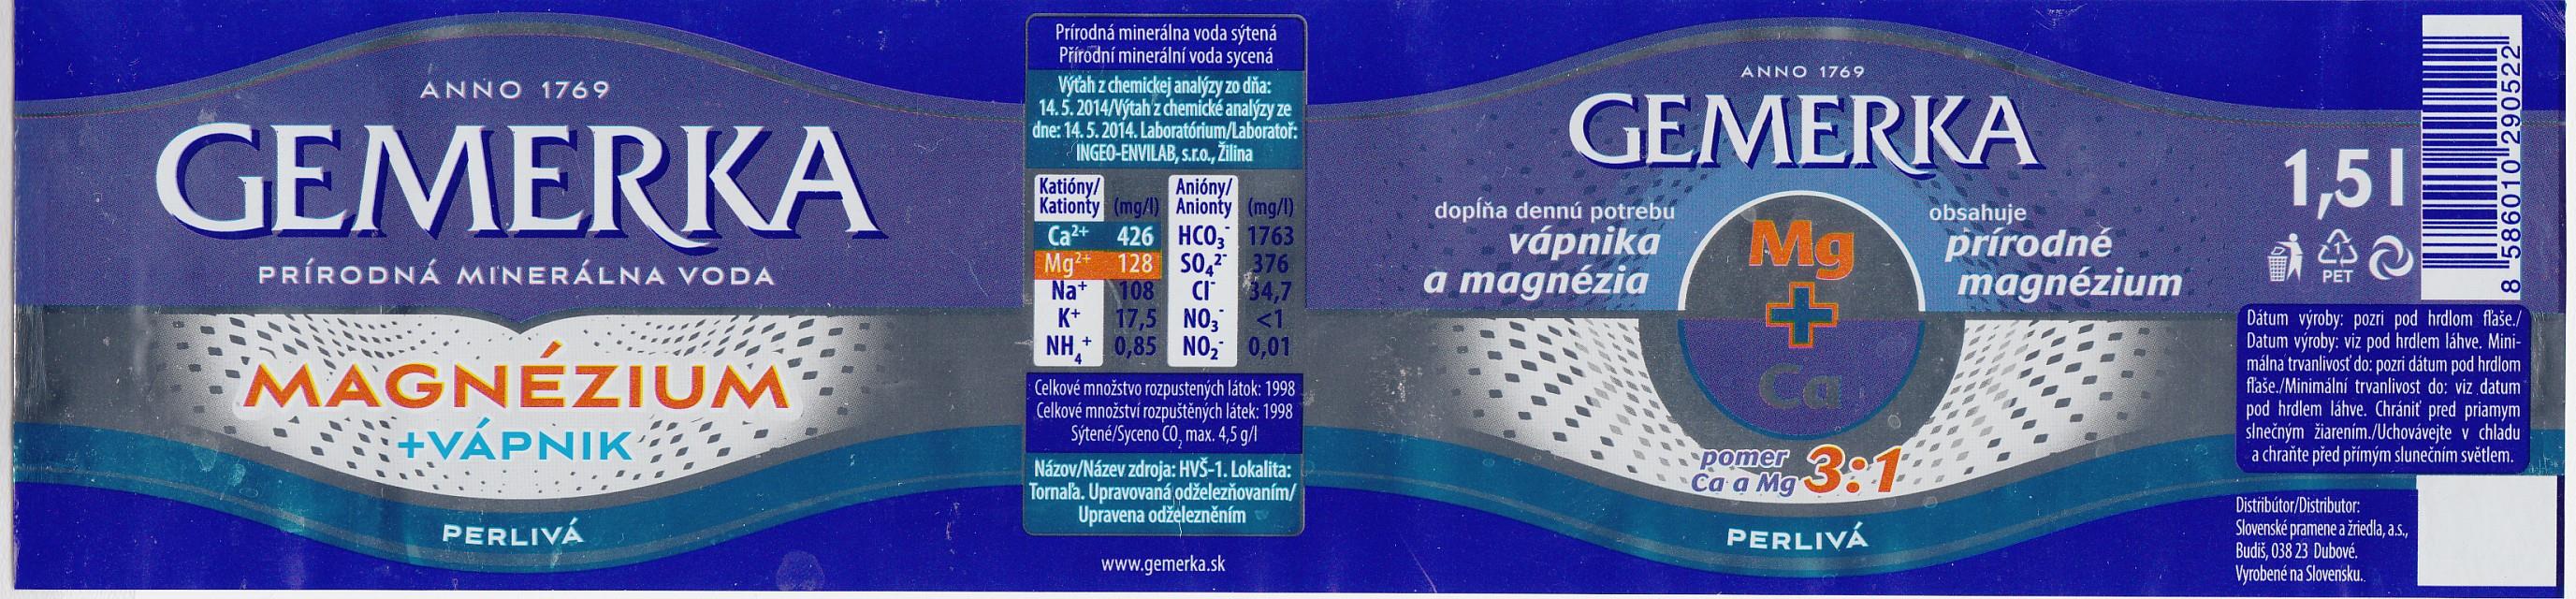 ANNO 1769
GEMERKA
PRÍRODNÁ MINERÁLNA VODA
MAGNÉZIUM
+VÁPNIK
PERLIVÁ
Prírodná minerálna voda sýtená
Přírodní minerální voda sycená
Výťah z chemickej analýzy zo dňa:
14. 5. 2014/Výtah z chemické analýzy ze
dne: 14. 5. 2014. Laboratórium/Laboratoř:
INGEO-ENVILAB, s.r.o., Žilina
Katióny/ Anióny/
Kationty (mg/l) Anionty (mg/l)
Ca²⁺ 426 HCO₃⁻ 1763
Mg²⁺ 128 SO₄²⁻ 376
Na⁺ 108 Cl⁻ 34,7
K⁺ 17,5 NO₃⁻ <1
NH₄⁺ 0,85 NO₂⁻ 0,01
Celkové množstvo rozpustených látok: 1998
Celkové množství rozpuštěných látek: 1998
Sýtené/Syceno CO₂ max. 4,5 g/l
Názov/Název zdroja: HVŠ-1. Lokalita:
Tornaľa. Upravovaná odželezňovaním/
Upravena odželezněním
www.gemerka.sk
ANNO 1769
GEMERKA
dopĺňa dennú potrebu
vápnika
a magnézia
Mg
+
Ca
obsahuje
prírodné
magnézium
pomer
Ca a Mg 3:1
PERLIVÁ
1,5 l
1
PET
8 586010 290522
Dátum výroby: pozri pod hrdlom fľaše./
Datum výroby: viz pod hrdlem láhve. Mini-
málna trvanlivosť do: pozri dátum pod hrdlom
fľaše./Minimální trvanlivost do: viz datum
pod hrdlem láhve. Chrániť pred priamym
slnečným žiarením./Uchovávejte v chladu
a chraňte před přímým slunečním světlem.
Distribútor/Distributor:
Slovenské pramene a žriedla, a.s.,
Budiš, 038 23 Dubové.
Vyrobené na Slovensku.